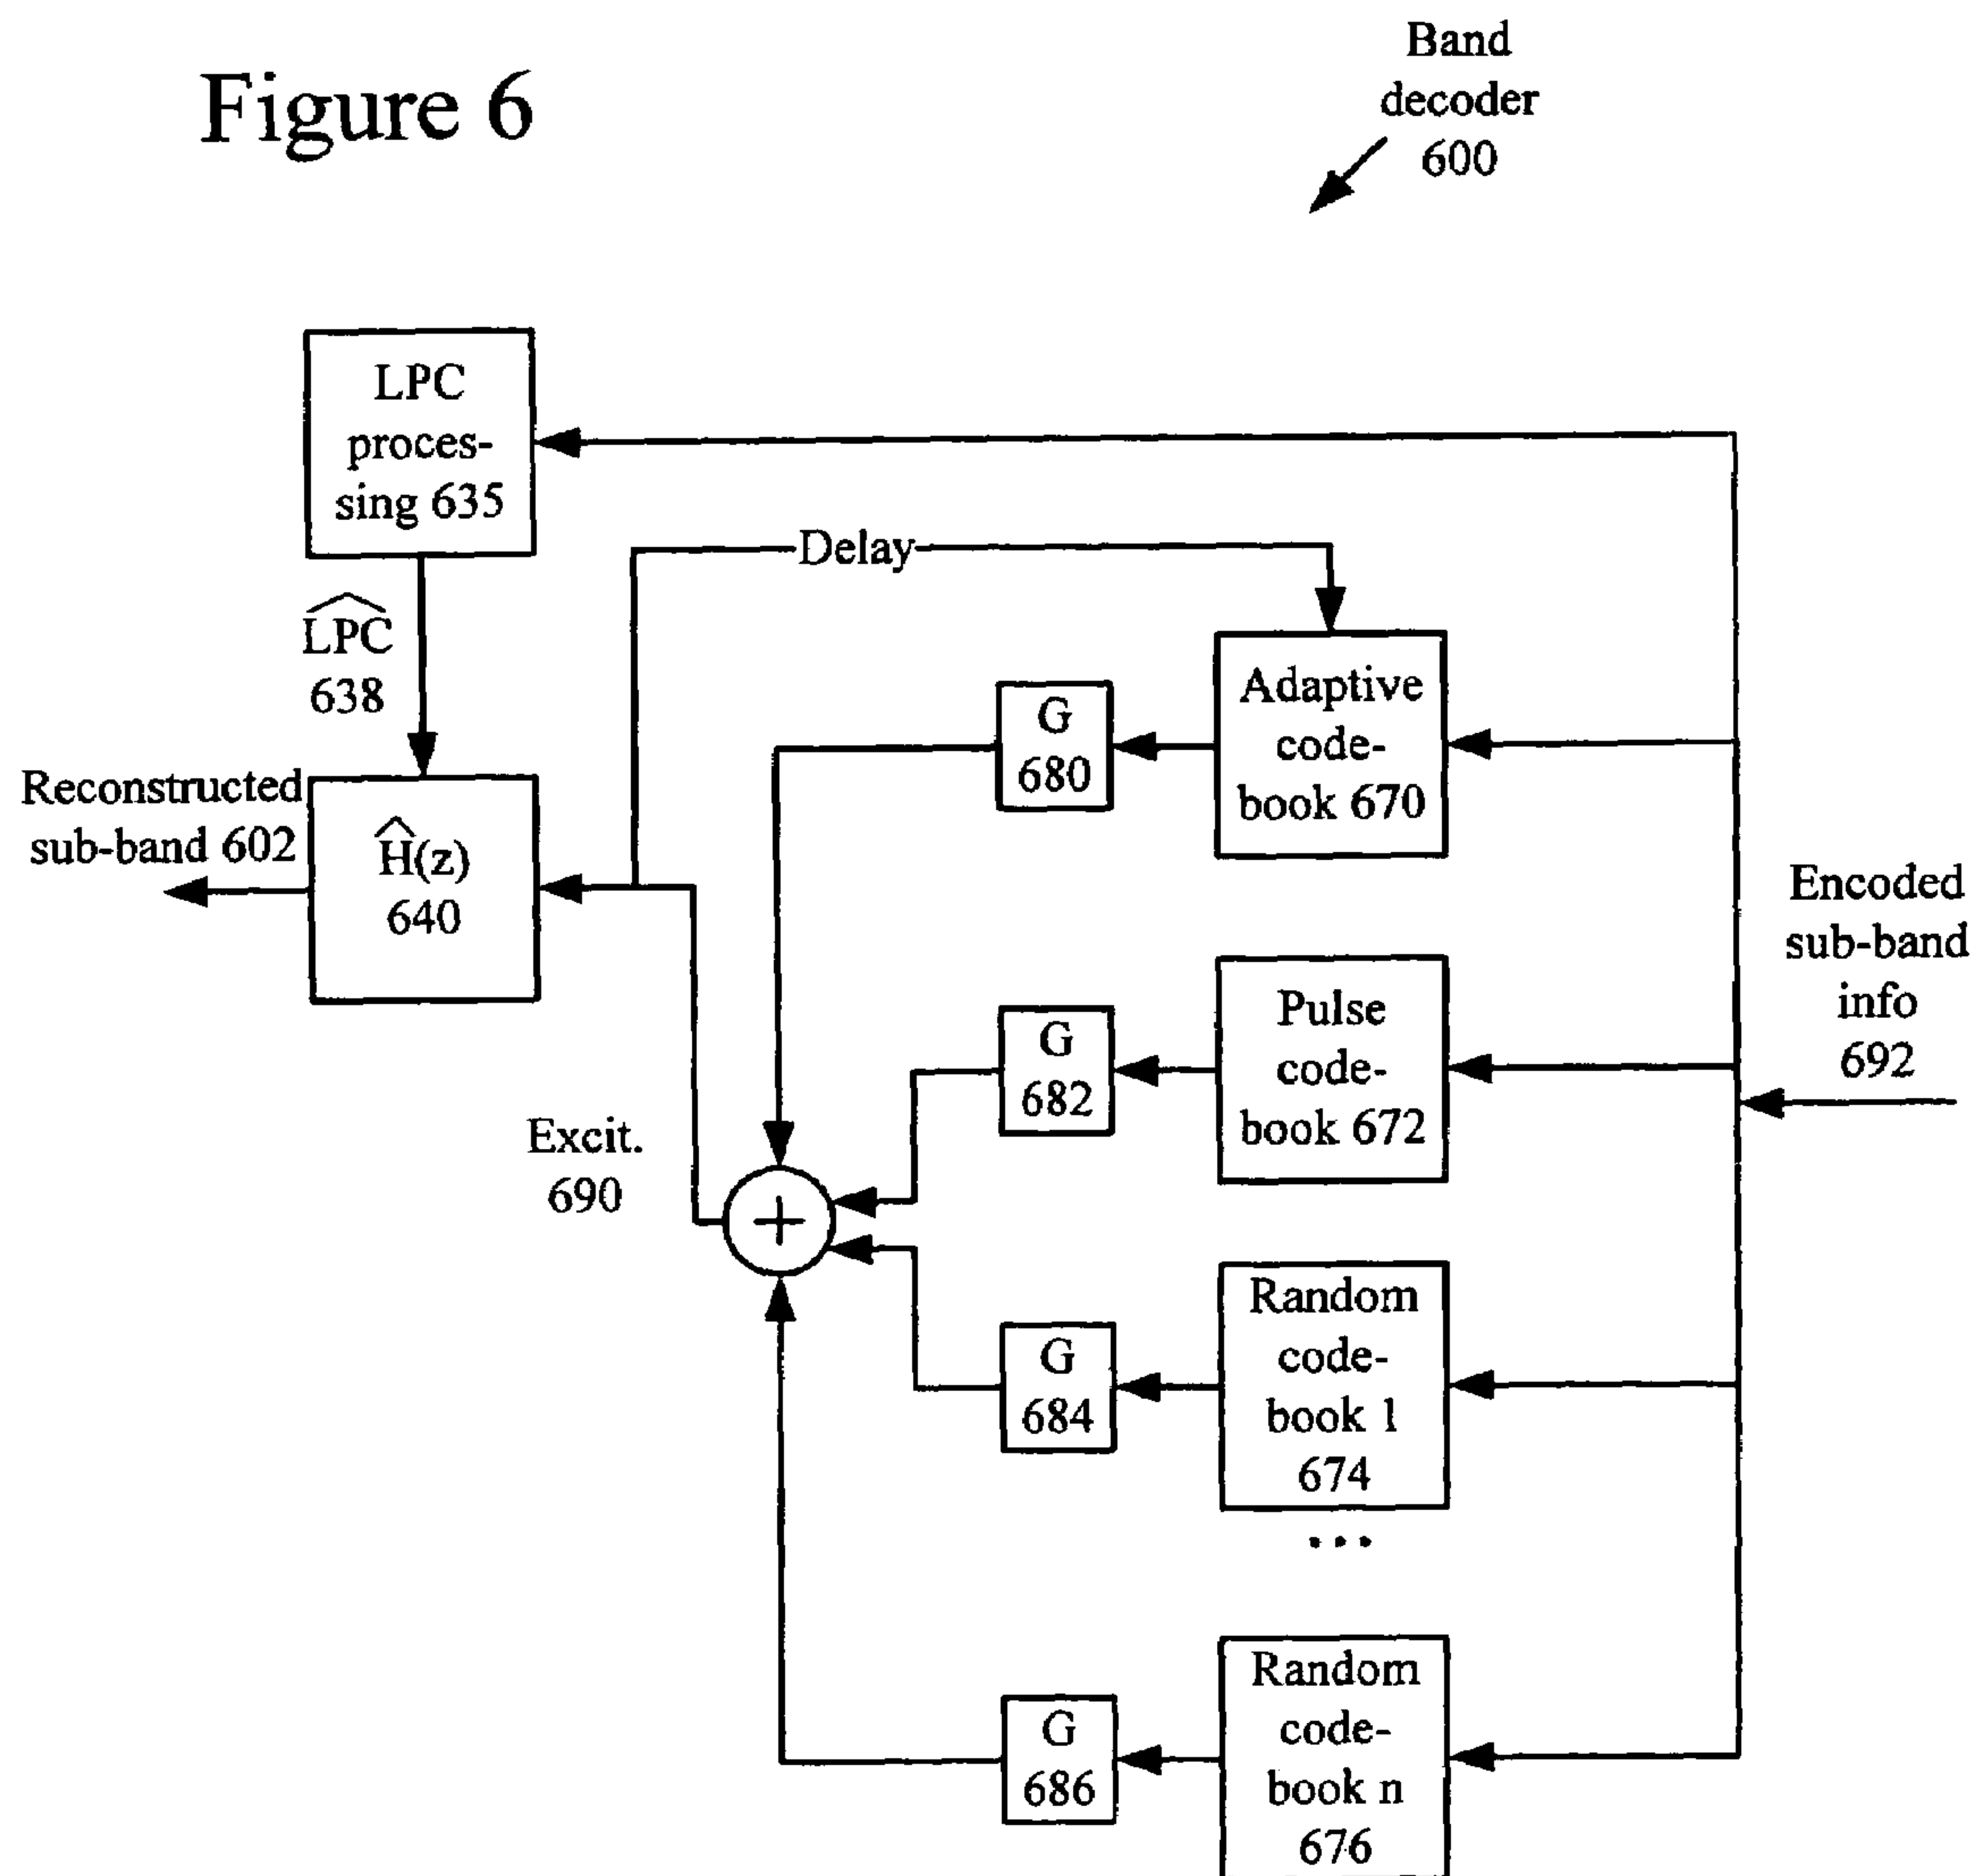 Figure 6
Band
decoder
600
LPC
proces-
sing 635
Delay
LPC
638
Adaptive
code-
book 670
G
680
Reconstructed
sub-band 602
Ĥ(z)
640
Encoded
sub-band
info
692
Pulse
code-
book 672
G
682
Excit.
690
+
Random
code-
book 1
674
G
684
...
Random
code-
book n
676
G
686